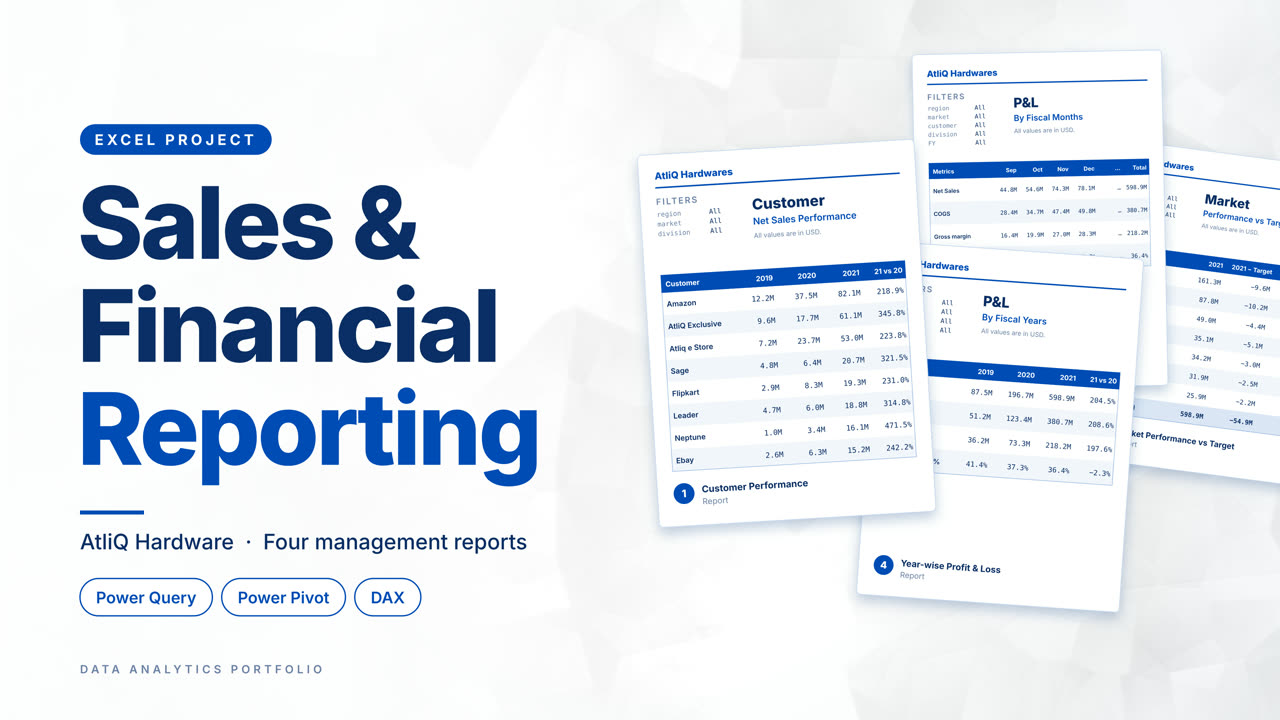 EXCEL PROJECT
Sales &
Financial
Reporting
AtliQ Hardware · Four management reports
Power Query
Power Pivot
DAX
DATA ANALYTICS PORTFOLIO
AtliQ Hardwares
FILTERS
region All
market All
division All
Customer
Net Sales Performance
All values are in USD.
Customer 2019 2020 2021 21 vs 20
Amazon 12.2M 37.5M 82.1M 218.9%
AtliQ Exclusive 9.6M 17.7M 61.1M 345.8%
Atliq e Store 7.2M 23.7M 53.0M 223.8%
Sage 4.8M 6.4M 20.7M 321.5%
Flipkart 2.9M 8.3M 19.3M 231.0%
Leader 4.7M 6.0M 18.8M 314.8%
Neptune 1.0M 3.4M 16.1M 471.5%
Ebay 2.6M 6.3M 15.2M 242.2%
1 Customer Performance
Report
AtliQ Hardwares
FILTERS
region All
market All
customer All
division All
FY All
P&L
By Fiscal Months
All values are in USD.
Metrics Sep Oct Nov Dec … Total
Net Sales 44.8M 54.6M 74.3M 78.1M … 598.9M
COGS 28.4M 34.7M 47.4M 49.8M … 380.7M
Gross margin 16.4M 19.9M 27.0M 28.3M … 218.2M
36.4%
Hardwares
RS
All
All
All
P&L
By Fiscal Years
All values are in USD.
2019 2020 2021 21 vs 20
87.5M 196.7M 598.9M 204.5%
51.2M 123.4M 380.7M 208.6%
36.2M 73.3M 218.2M 197.6%
% 41.4% 37.3% 36.4% −2.3%
4 Year-wise Profit & Loss
Report
dwares
All
All
All
Market
Performance vs Targ
All values are in USD.
2021 2021 – Target
161.3M −9.6M
87.8M −10.2M
49.0M −4.4M
35.1M −5.1M
34.2M −3.0M
31.9M −2.5M
25.9M −2.2M
598.9M −54.9M
ket Performance vs Target
rt